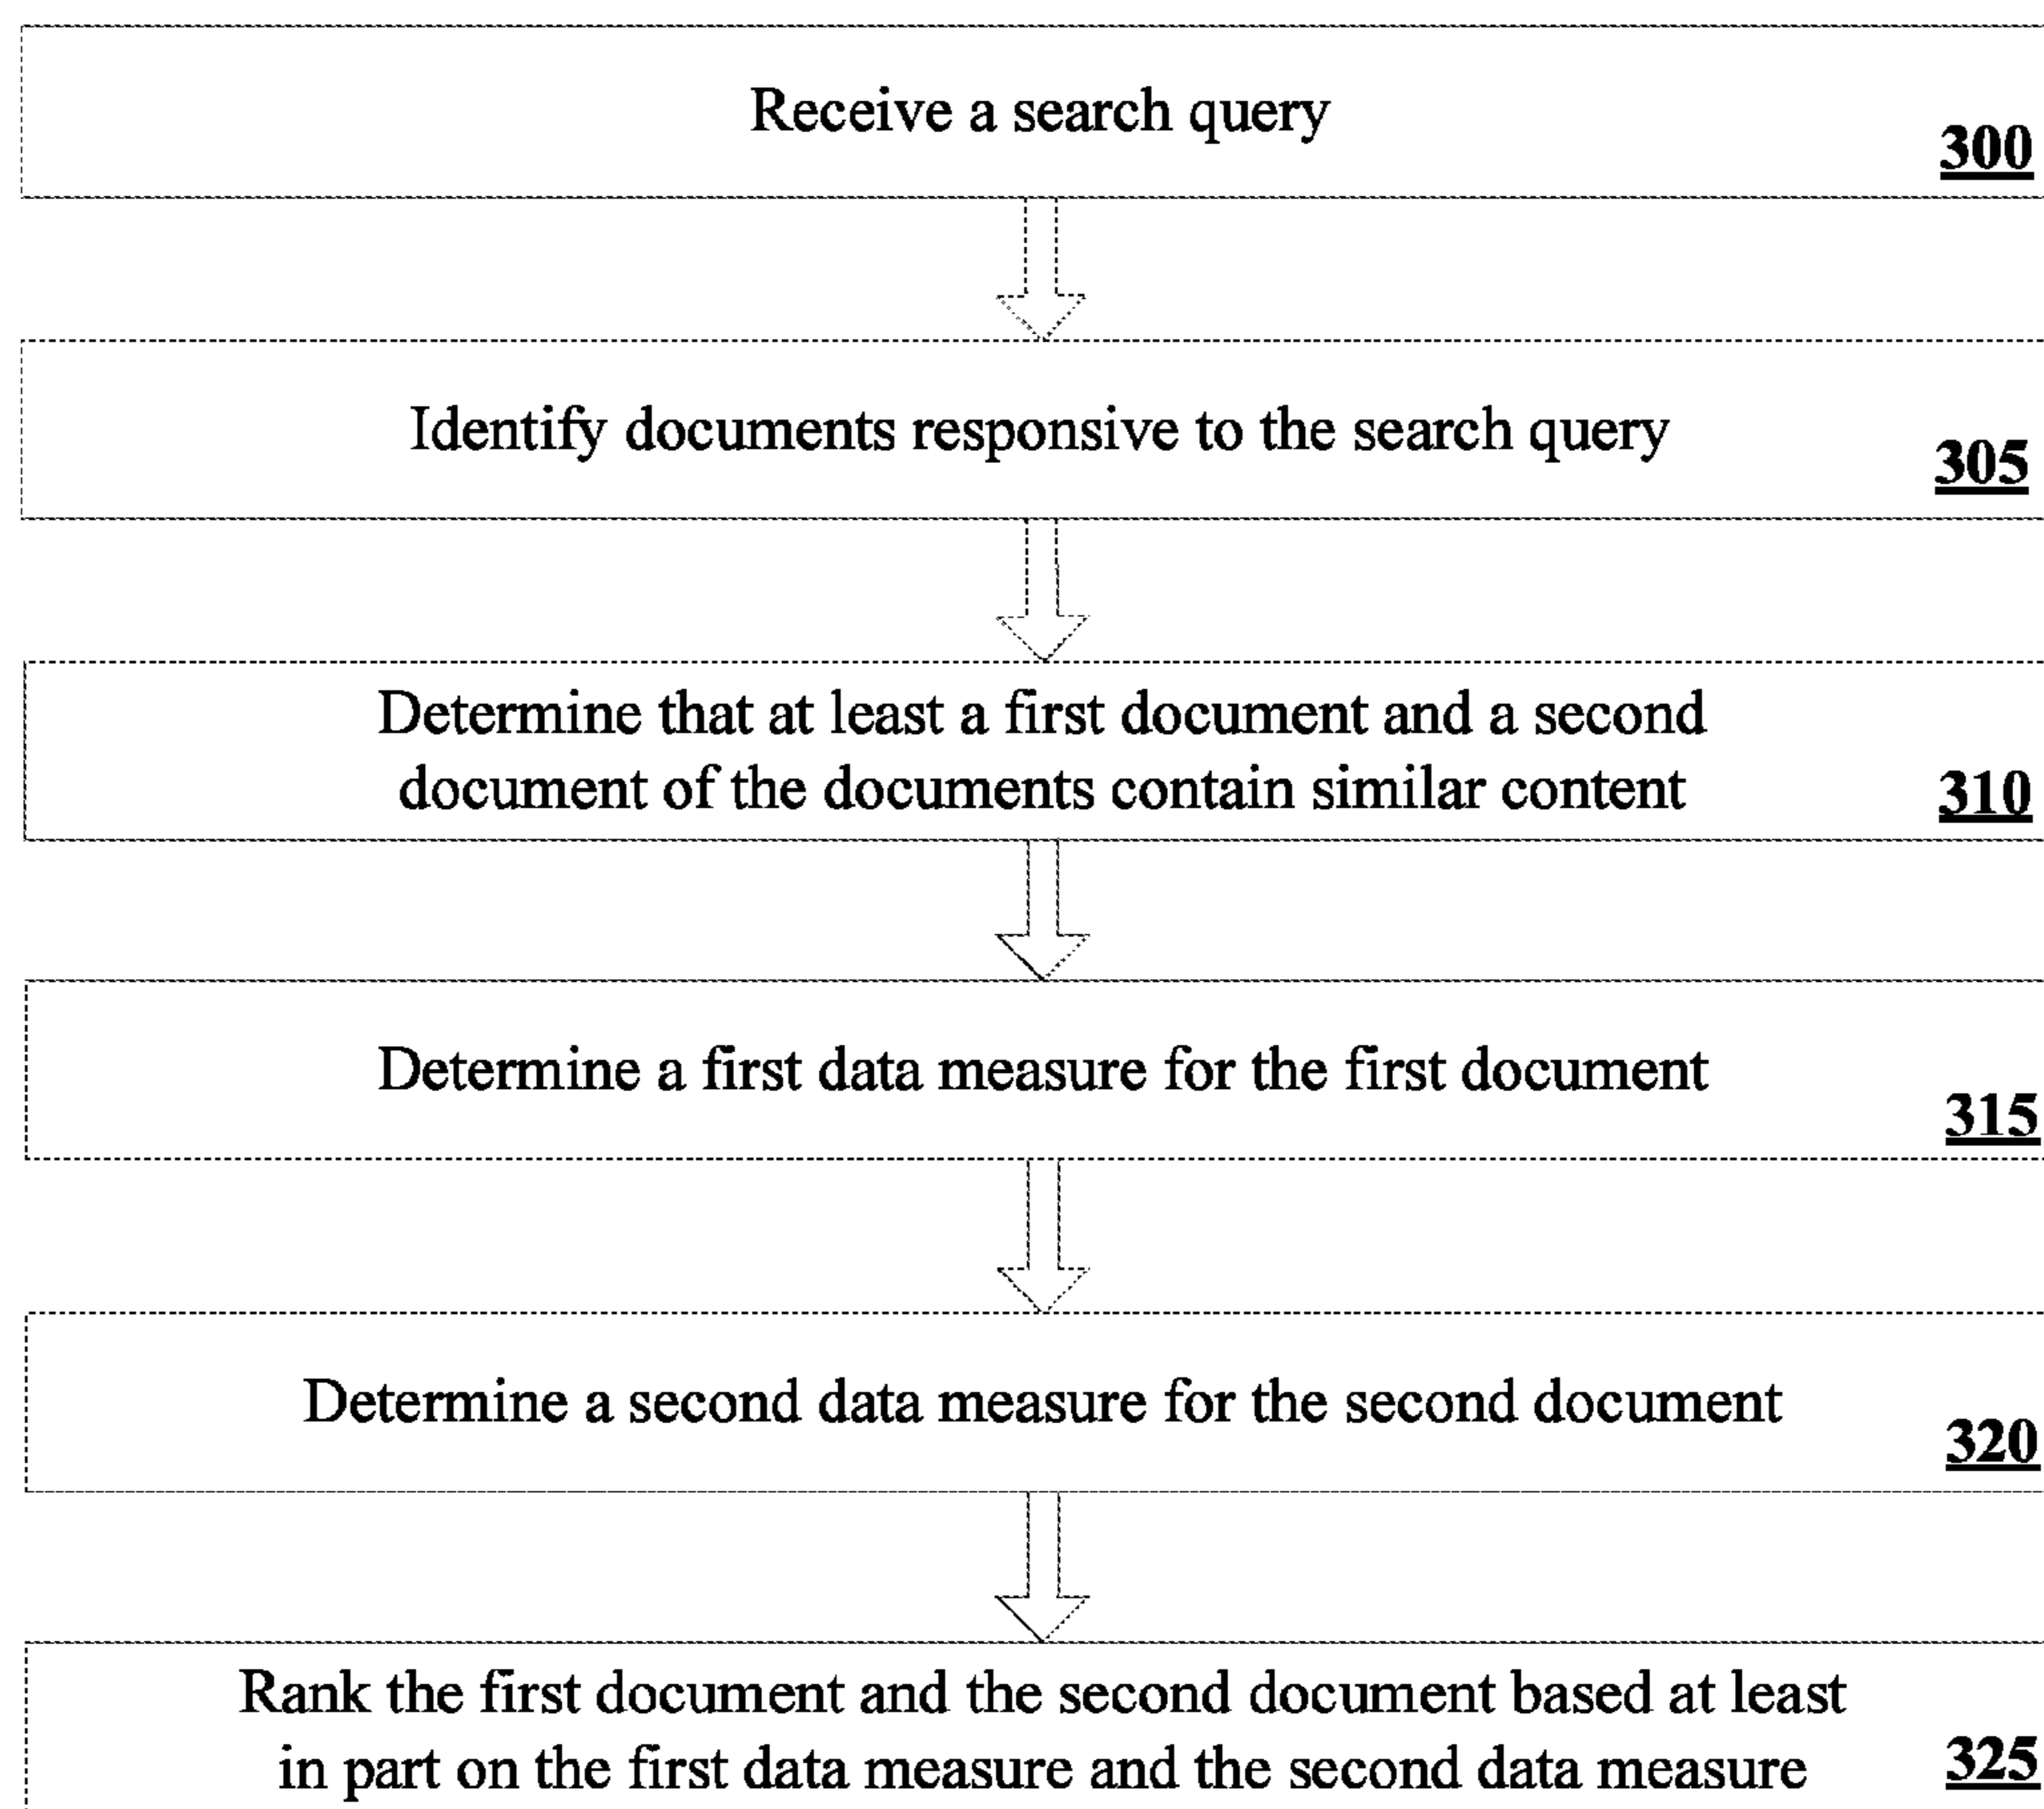 Receive a search query
300
Identify documents responsive to the search query
305
Determine that at least a first document and a second
document of the documents contain similar content
310
Determine a first data measure for the first document
315
Determine a second data measure for the second document
320
Rank the first document and the second document based at least
in part on the first data measure and the second data measure
325